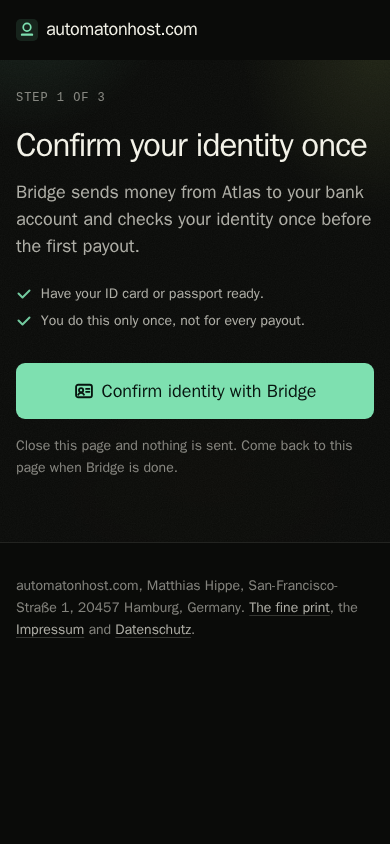 automatonhost.com
STEP 1 OF 3
Confirm your identity once
Bridge sends money from Atlas to your bank
account and checks your identity once before
the first payout.
Have your ID card or passport ready.
You do this only once, not for every payout.
Confirm identity with Bridge
Close this page and nothing is sent. Come back to this
page when Bridge is done.
automatonhost.com, Matthias Hippe, San-Francisco-
Straße 1, 20457 Hamburg, Germany. The fine print, the
Impressum and Datenschutz.